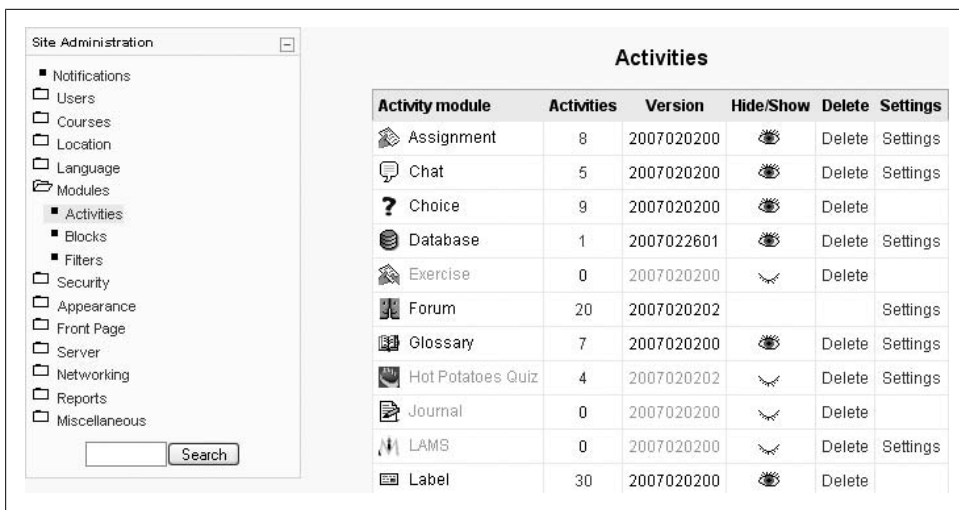 Site Administration
Notifications
Users
Courses
Location
Language
Modules
Activities
Blocks
Filters
Security
Appearance
Front Page
Server
Networking
Reports
Miscellaneous
Search
Activities
Activity module Activities Version Hide/Show Delete Settings
Assignment 8 2007020200 Delete Settings
Chat 5 2007020200 Delete Settings
Choice 9 2007020200 Delete
Database 1 2007022601 Delete Settings
Exercise 0 2007020200 Delete
Forum 20 2007020202 Settings
Glossary 7 2007020200 Delete Settings
Hot Potatoes Quiz 4 2007020202 Delete Settings
Journal 0 2007020200 Delete
LAMS 0 2007020200 Delete Settings
Label 30 2007020200 Delete